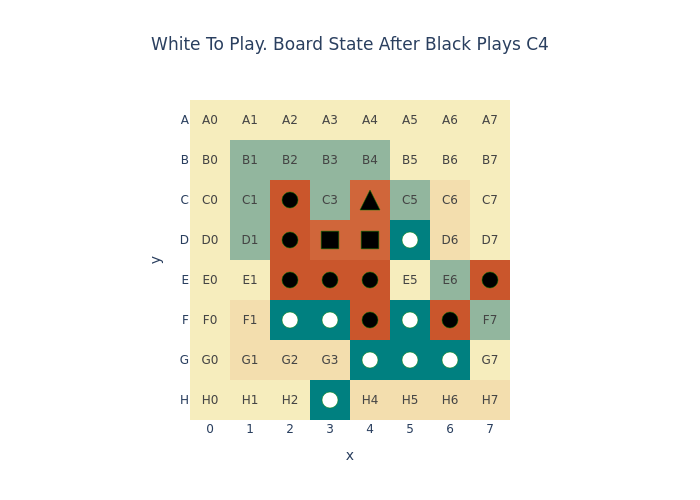 White To Play. Board State After Black Plays C4
A A0 A1 A2 A3 A4 A5 A6 A7
B B0 B1 B2 B3 B4 B5 B6 B7
C C0 C1 C3 C5 C6 C7
D D0 D1 D6 D7
E E0 E1 E5 E6
F F0 F1 F7
G G0 G1 G2 G3 G7
H H0 H1 H2 H4 H5 H6 H7
0 1 2 3 4 5 6 7
x
y